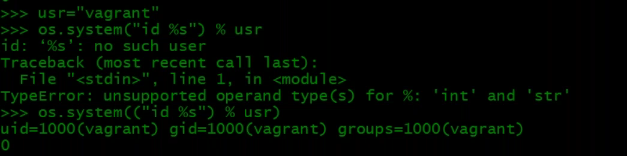 >>> usr="vagrant"
>>> os.system("id %s") % usr
id: ‘%s’: no such user
Traceback (most recent call last):
  File "<stdin>", line 1, in <module>
TypeError: unsupported operand type(s) for %: 'int' and 'str'
>>> os.system(("id %s") % usr)
uid=1000(vagrant) gid=1000(vagrant) groups=1000(vagrant)
0